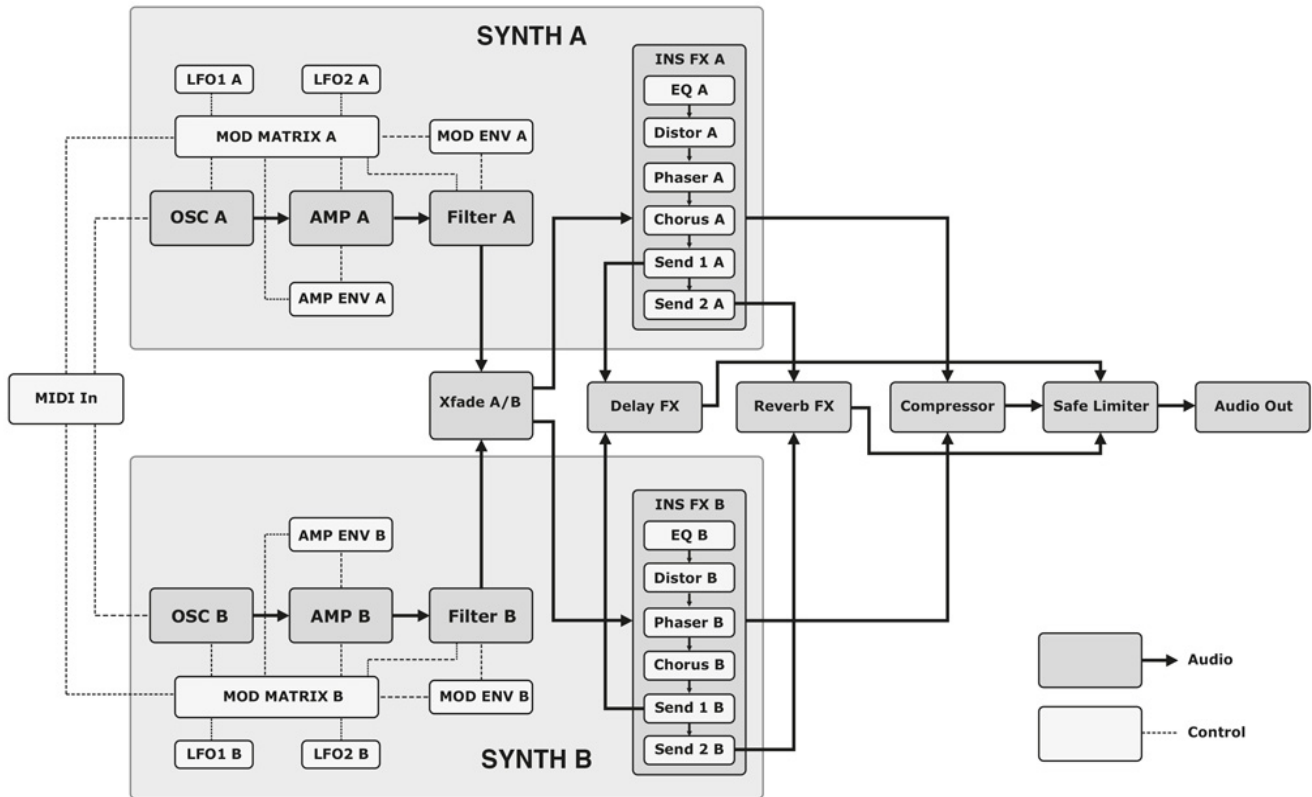 SYNTH A
INS FX A
LFO1 A
LFO2 A
EQ A
MOD MATRIX A
MOD ENV A
Distor A
Phaser A
OSC A
AMP A
Filter A
Chorus A
Send 1 A
AMP ENV A
Send 2 A
MIDI In
Xfade A/B
Delay FX
Reverb FX
Compressor
Safe Limiter
Audio Out
INS FX B
AMP ENV B
EQ B
Distor B
OSC B
AMP B
Filter B
Phaser B
Chorus B
MOD MATRIX B
MOD ENV B
Send 1 B
LFO1 B
LFO2 B
Send 2 B
SYNTH B
Audio
Control